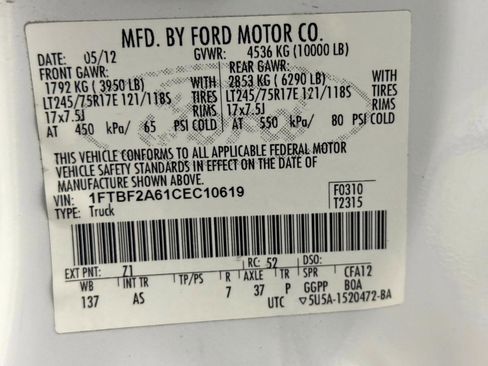 MFD. BY FORD MOTOR CO.
DATE: 05/12 GVWR: 4536 KG (10000 LB)
FRONT GAWR: REAR GAWR:
1792 KG (3950 LB) WITH 2853 KG (6290 LB) WITH
LT245/75R17E 121/118S TIRES LT245/75R17E 121/118S TIRES
17x7.5J RIMS 17x7.5J RIMS
AT 450 kPa/ 65 PSI COLD AT 550 kPa/ 80 PSI COLD
THIS VEHICLE CONFORMS TO ALL APPLICABLE FEDERAL MOTOR
VEHICLE SAFETY STANDARDS IN EFFECT ON THE DATE OF
MANUFACTURE SHOWN ABOVE.
VIN: 1FTBF2A61CEC10619 F0310
TYPE: Truck T2315
EXT PNT: 71 RC: 52 DSO:
WB INT TR TP/PS R AXLE TR SPR CFA12
137 AS 7 37 P GGPP BOA
UTC ▽5U5A-1520472-BA